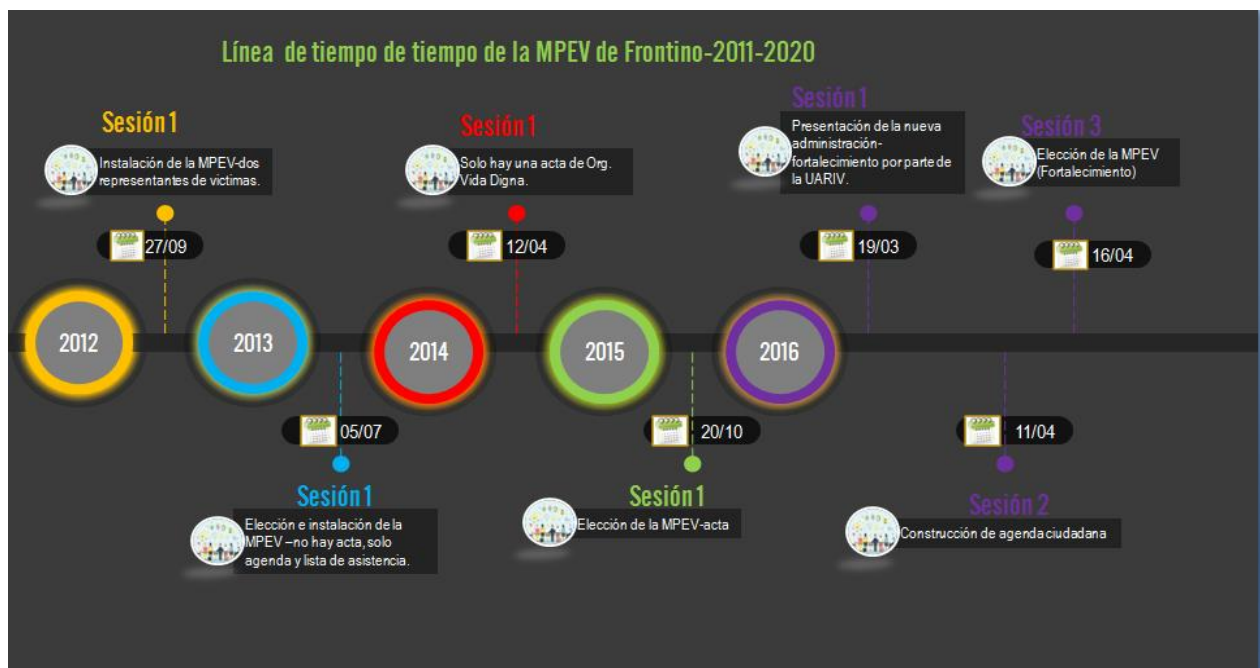 Línea de tiempo de tiempo de la MPEV de Frontino-2011-2020
Sesión 1
Instalación de la MPEV-dos
representantes de victimas.
27/09
Sesión 1
Solo hay una acta de Org.
Vida Digna.
12/04
Sesión 1
Presentación de la nueva
administración-
fortalecimiento por parte de
la UARIV.
19/03
Sesión 3
Elección de la MPEV
(Fortalecimiento)
16/04
2012
2013
2014
2015
2016
05/07
Sesión 1
Elección e instalación de la
MPEV –no hay acta, solo
agenda y lista de asistencia.
20/10
Sesión 1
Elección de la MPEV-acta
11/04
Sesión 2
Construcción de agenda ciudadana